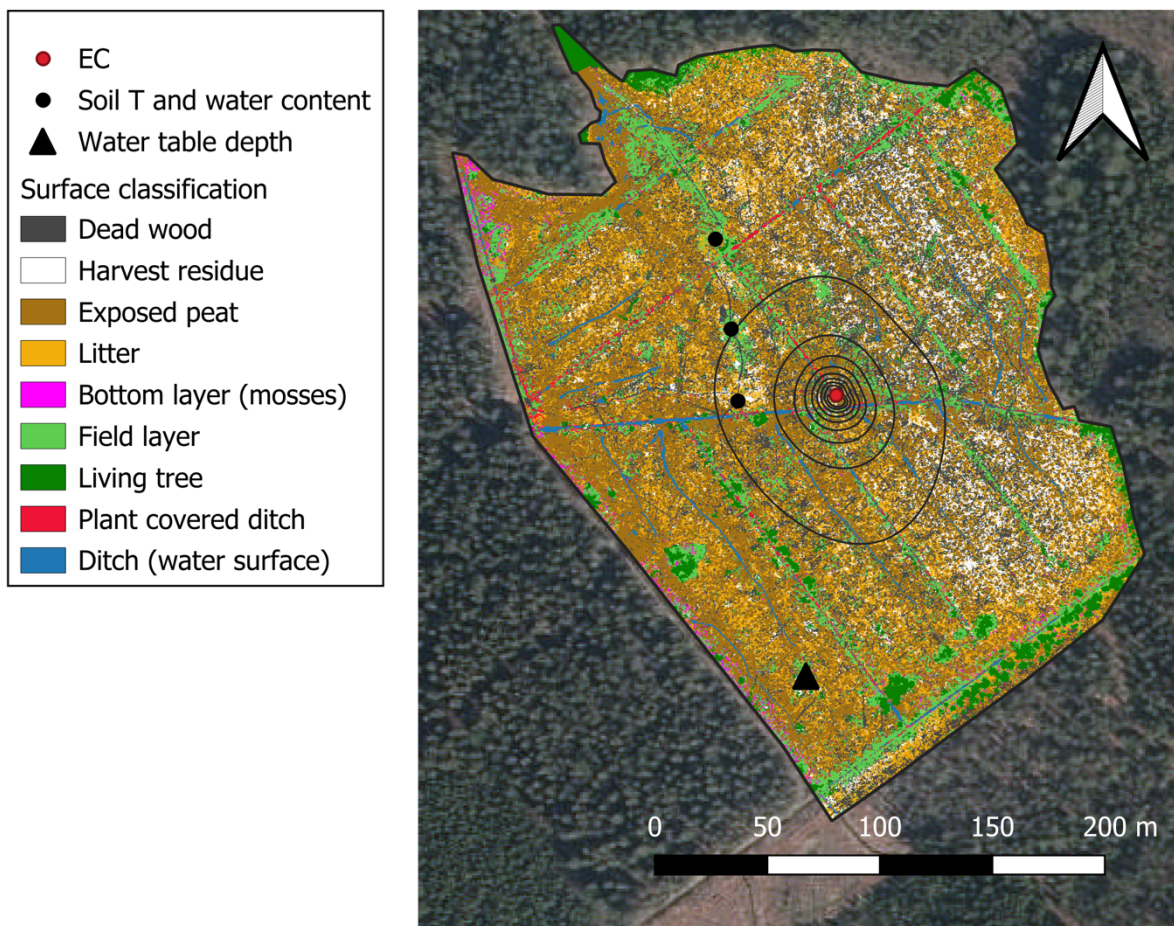 EC
Soil T and water content
Water table depth
Surface classification
Dead wood
Harvest residue
Exposed peat
Litter
Bottom layer (mosses)
Field layer
Living tree
Plant covered ditch
Ditch (water surface)
0 50 100 150 200 m